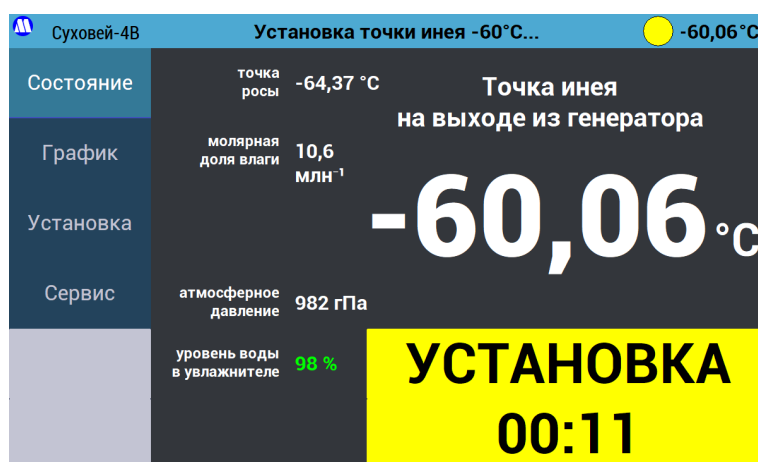 Суховей-4В
Установка точки инея -60°C...
-60,06°C
Состояние
График
Установка
Сервис
точка
росы
-64,37 °C
молярная
доля влаги
10,6
млн⁻¹
атмосферное
давление
982 гПа
уровень воды
в увлажнителе
98 %
Точка инея
на выходе из генератора
-60,06 °C
УСТАНОВКА
00:11